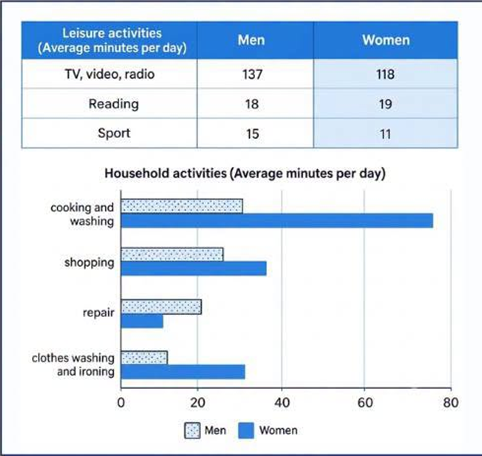 Leisure activities
(Average minutes per day)
Men
Women
TV, video, radio
137
118
Reading
18
19
Sport
15
11
Household activities (Average minutes per day)
cooking and
washing
shopping
repair
clothes washing
and ironing
0
20
40
60
80
Men
Women